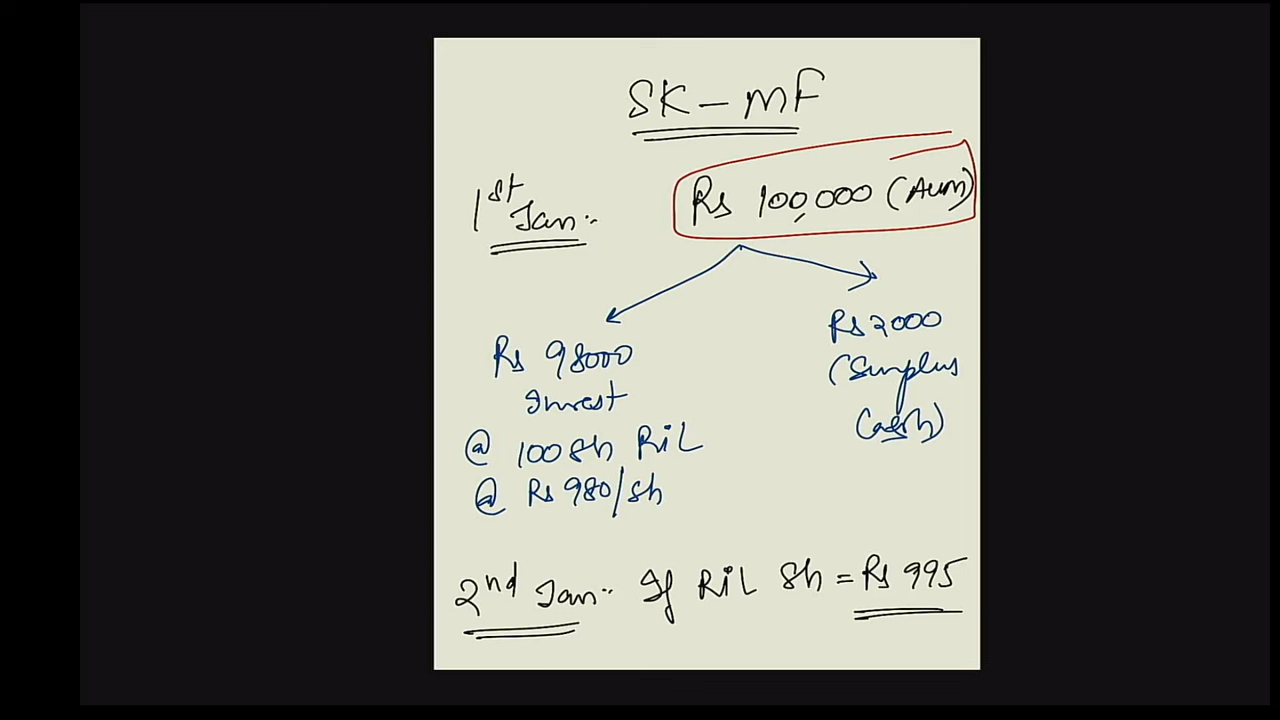 SK - MF
1st Jan:-
Rs 100,000 (AUM)
Rs 98000
Invest
@ 100 Sh RiL
@ Rs 980/Sh
Rs 2000
(Surplus
Cash)
2nd Jan:- If RiL Sh = Rs 995